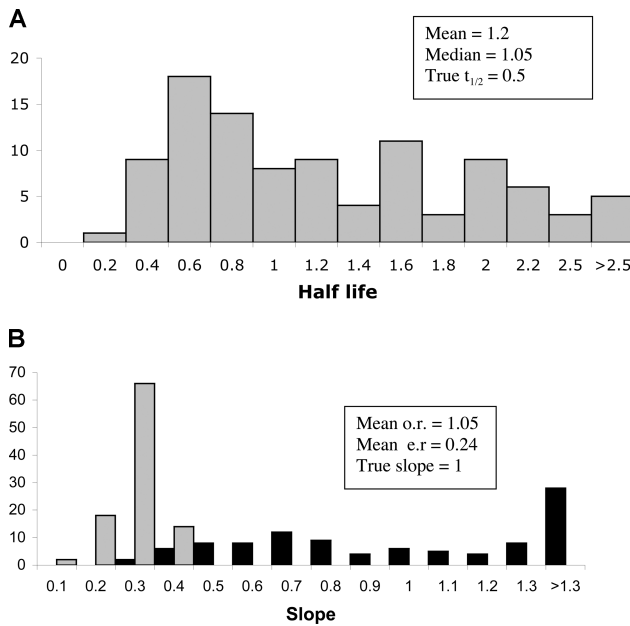 A
Mean = 1.2
Median = 1.05
True t1/2 = 0.5
20
15
10
5
0
0 0.2 0.4 0.6 0.8 1 1.2 1.4 1.6 1.8 2 2.2 2.5 >2.5
Half life
B
70
60
50
40
30
20
10
0
Mean o.r. = 1.05
Mean e.r = 0.24
True slope = 1
0.1 0.2 0.3 0.4 0.5 0.6 0.7 0.8 0.9 1 1.1 1.2 1.3 >1.3
Slope